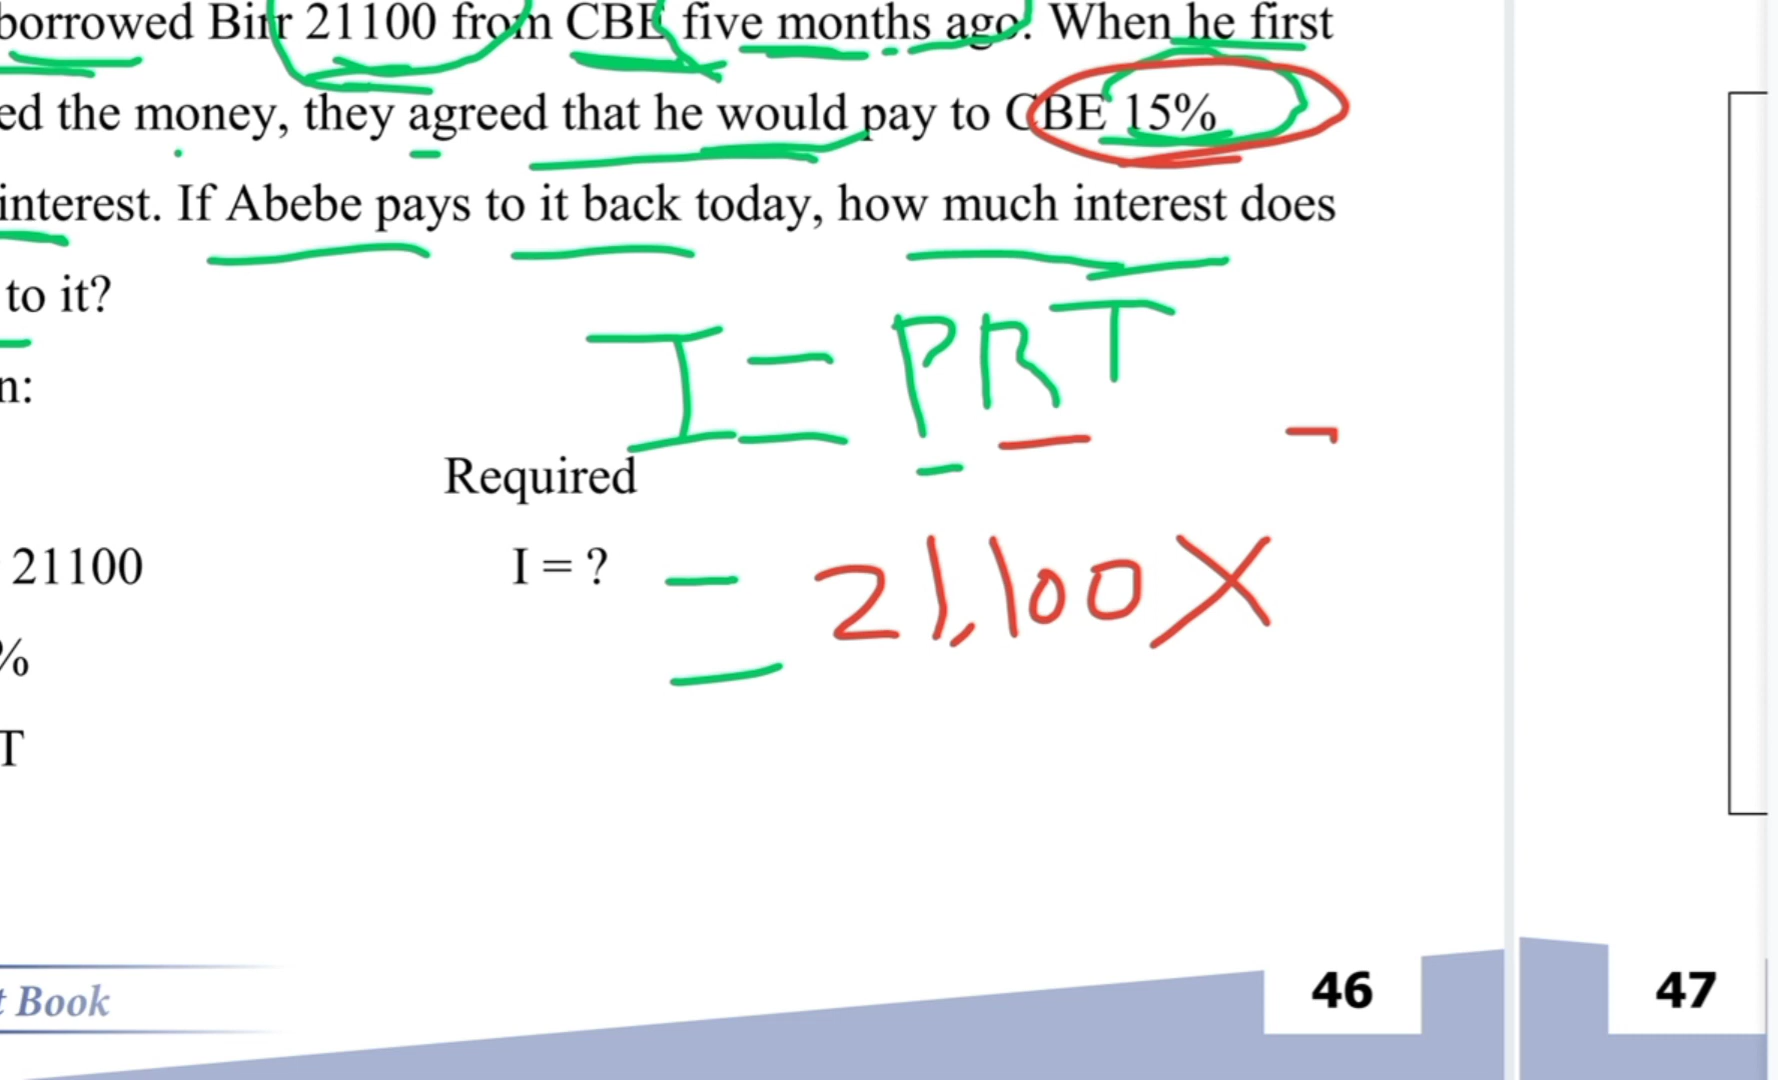 borrowed Birr 21100 from CBE five months ago. When he first
ed the money, they agreed that he would pay to CBE 15%
interest. If Abebe pays to it back today, how much interest does
to it?
I = PRT
n:
Required
21100 I = ? = 21,100 X
%
T
t Book
46
47